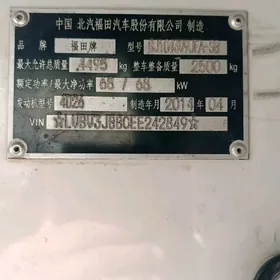 中国 北汽福田汽车股份有限公司 制造
品牌 福田牌 型号
最大允许总质量 4495 kg 整车整备质量 2500 kg
额定功率/最大净功率 68 / 68 kW
发动机型号 制造年月 2014 年 04 月
VIN